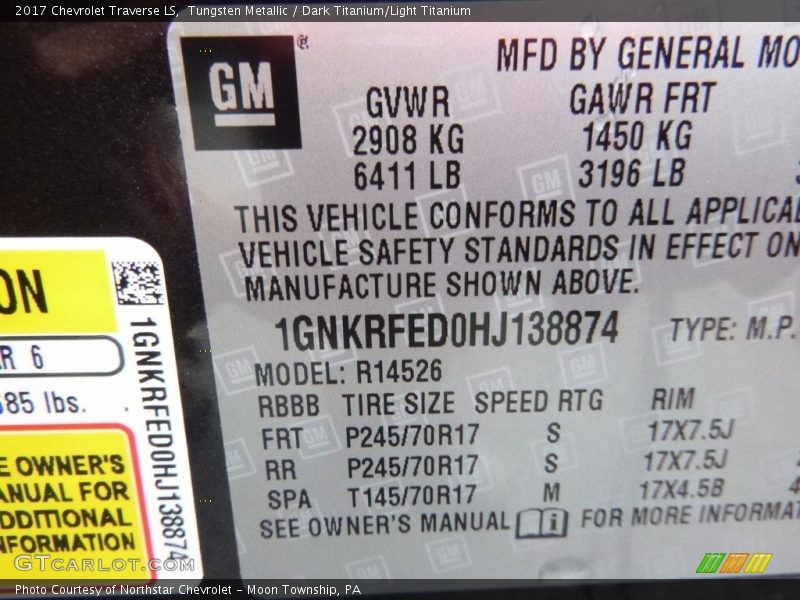 2017 Chevrolet Traverse LS, Tungsten Metallic / Dark Titanium/Light Titanium
GM®
MFD BY GENERAL MO
GVWR GAWR FRT
2908 KG 1450 KG
6411 LB 3196 LB
THIS VEHICLE CONFORMS TO ALL APPLICAB
VEHICLE SAFETY STANDARDS IN EFFECT ON
MANUFACTURE SHOWN ABOVE.
1GNKRFED0HJ138874 TYPE: M.P.
MODEL: R14526
RBBB TIRE SIZE SPEED RTG RIM
FRT P245/70R17 S 17X7.5J
RR P245/70R17 S 17X7.5J
SPA T145/70R17 M 17X4.5B 4
SEE OWNER'S MANUAL FOR MORE INFORMAT
ON
R 6
85 lbs.
1GNKRFED0HJ138874
E OWNER'S
ANUAL FOR
DDITIONAL
NFORMATION
GTCarLot.com
Photo Courtesy of Northstar Chevrolet - Moon Township, PA